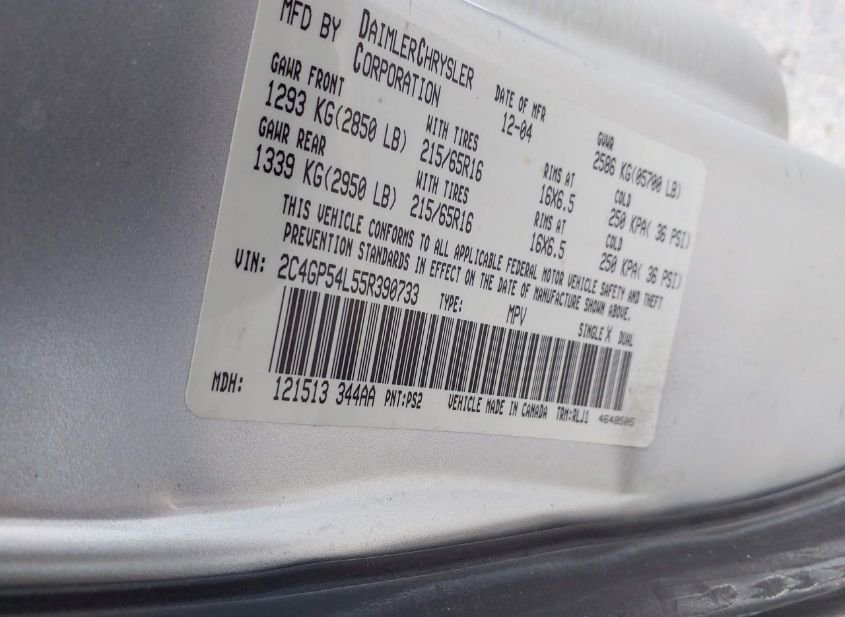 MFD BY DAIMLERCHRYSLER CORPORATION DATE OF MFR 12-04 GVWR 2586 KG(05700 LB)
GAWR FRONT
1293 KG(2850 LB) WITH TIRES 215/65R16 RIMS AT 16X6.5 COLD 250 KPA( 36 PSI)
GAWR REAR
1339 KG(2950 LB) WITH TIRES 215/65R16 RIMS AT 16X6.5 COLD 250 KPA( 36 PSI)
THIS VEHICLE CONFORMS TO ALL APPLICABLE FEDERAL MOTOR VEHICLE SAFETY AND THEFT
PREVENTION STANDARDS IN EFFECT ON THE DATE OF MANUFACTURE SHOWN ABOVE.
VIN: 2C4GP54L55R390733 TYPE: MPV SINGLE X DUAL
MDH: 121513 344AA PNT:PS2 VEHICLE MADE IN CANADA TRM:RLJ1 4648505